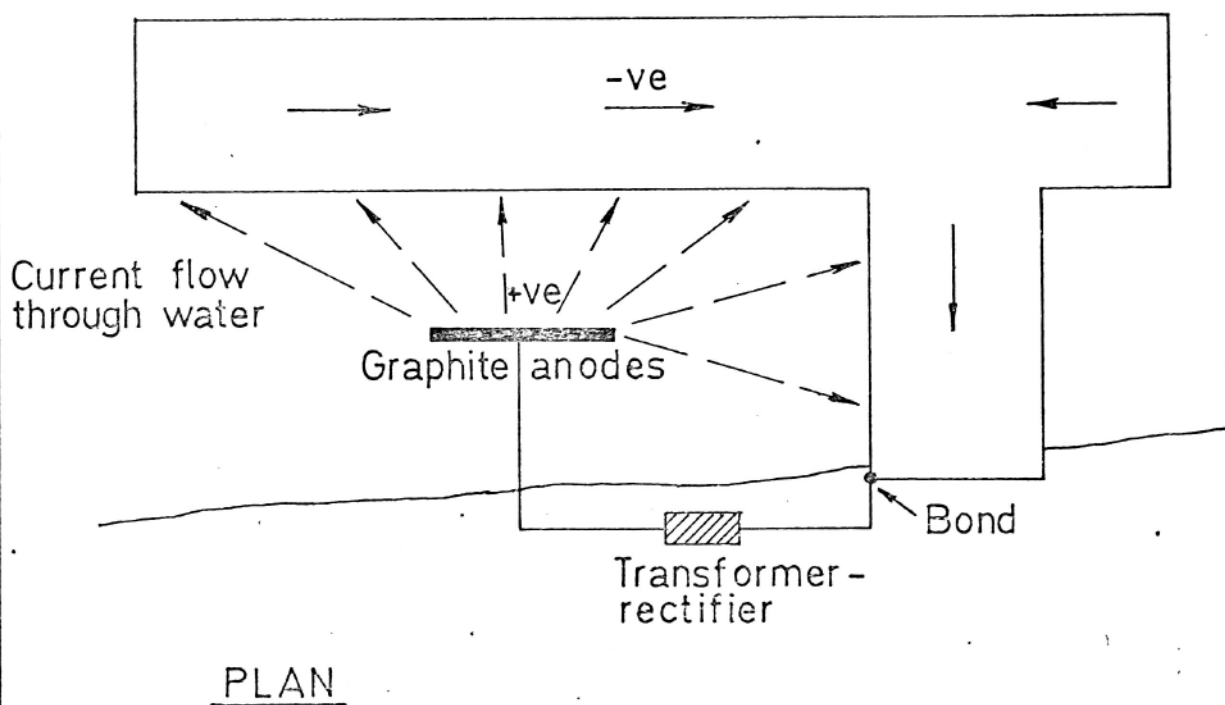 -ve
Current flow
through water
+ve
Graphite anodes
Bond
Transformer-
rectifier
PLAN